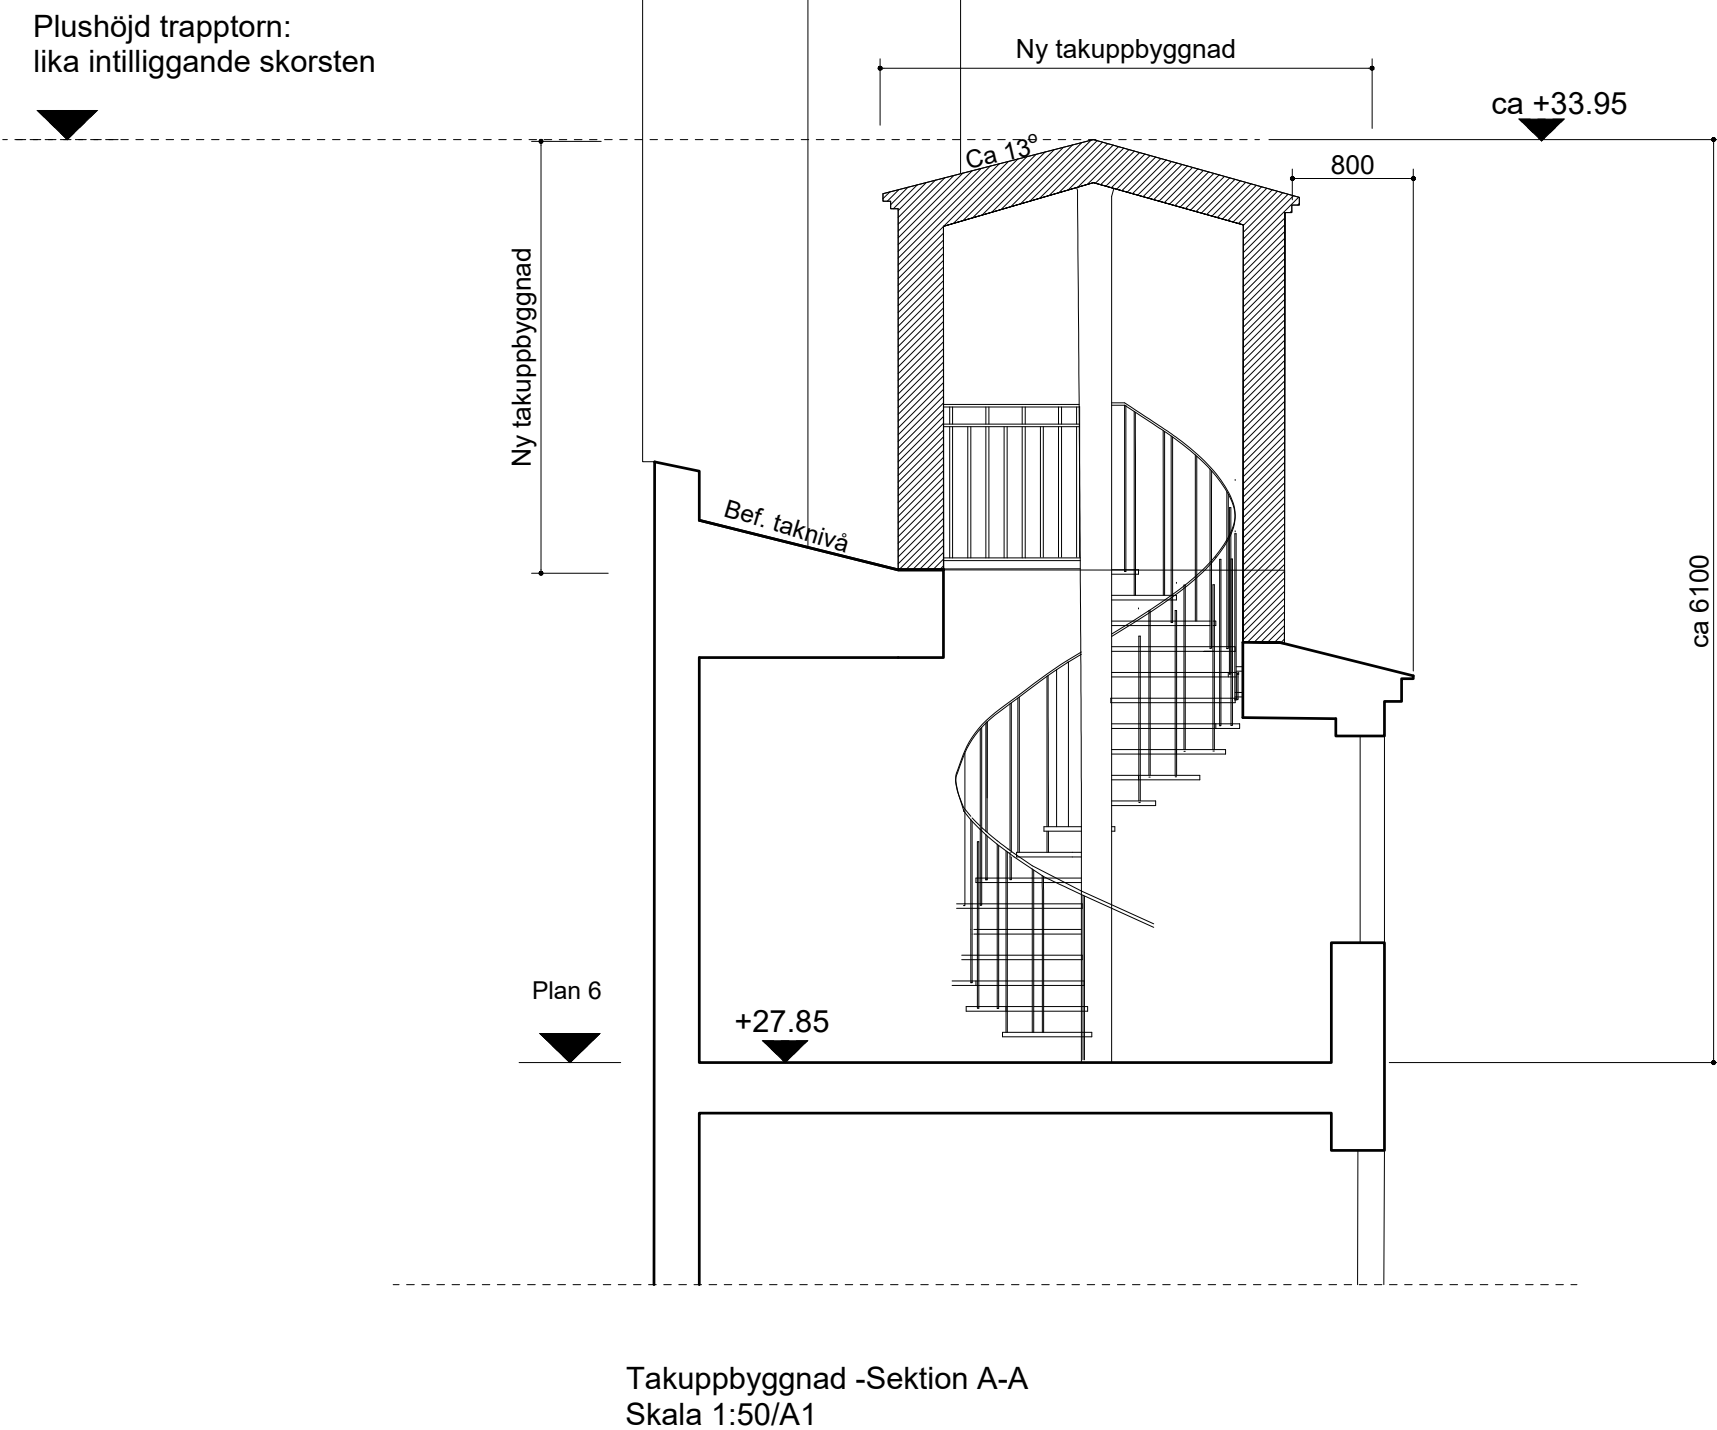 Plushöjd trapptorn:
lika intilliggande skorsten
Ny takuppbyggnad
ca +33.95
Ca 13°
800
Ny takuppbyggnad
Bef. taknivå
ca 6100
Plan 6
+27.85
Takuppbyggnad -Sektion A-A
Skala 1:50/A1